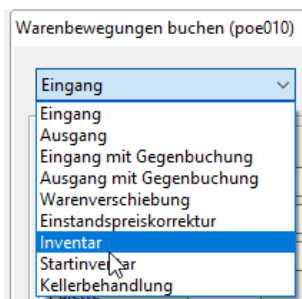 Warenbewegungen buchen (poe010)
Eingang
Eingang
Ausgang
Eingang mit Gegenbuchung
Ausgang mit Gegenbuchung
Warenverschiebung
Einstandspreiskorrektur
Inventar
Startinventar
Kellerbehandlung